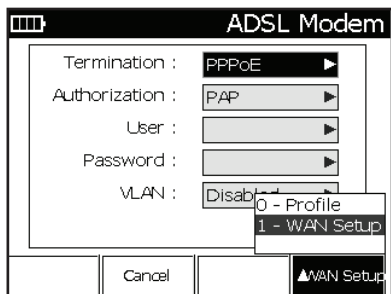 ADSL Modem
Termination : PPPoE
Authorization : PAP
User :
Password :
VLAN : Disabled
0 - Profile
1 - WAN Setup
Cancel
WAN Setup